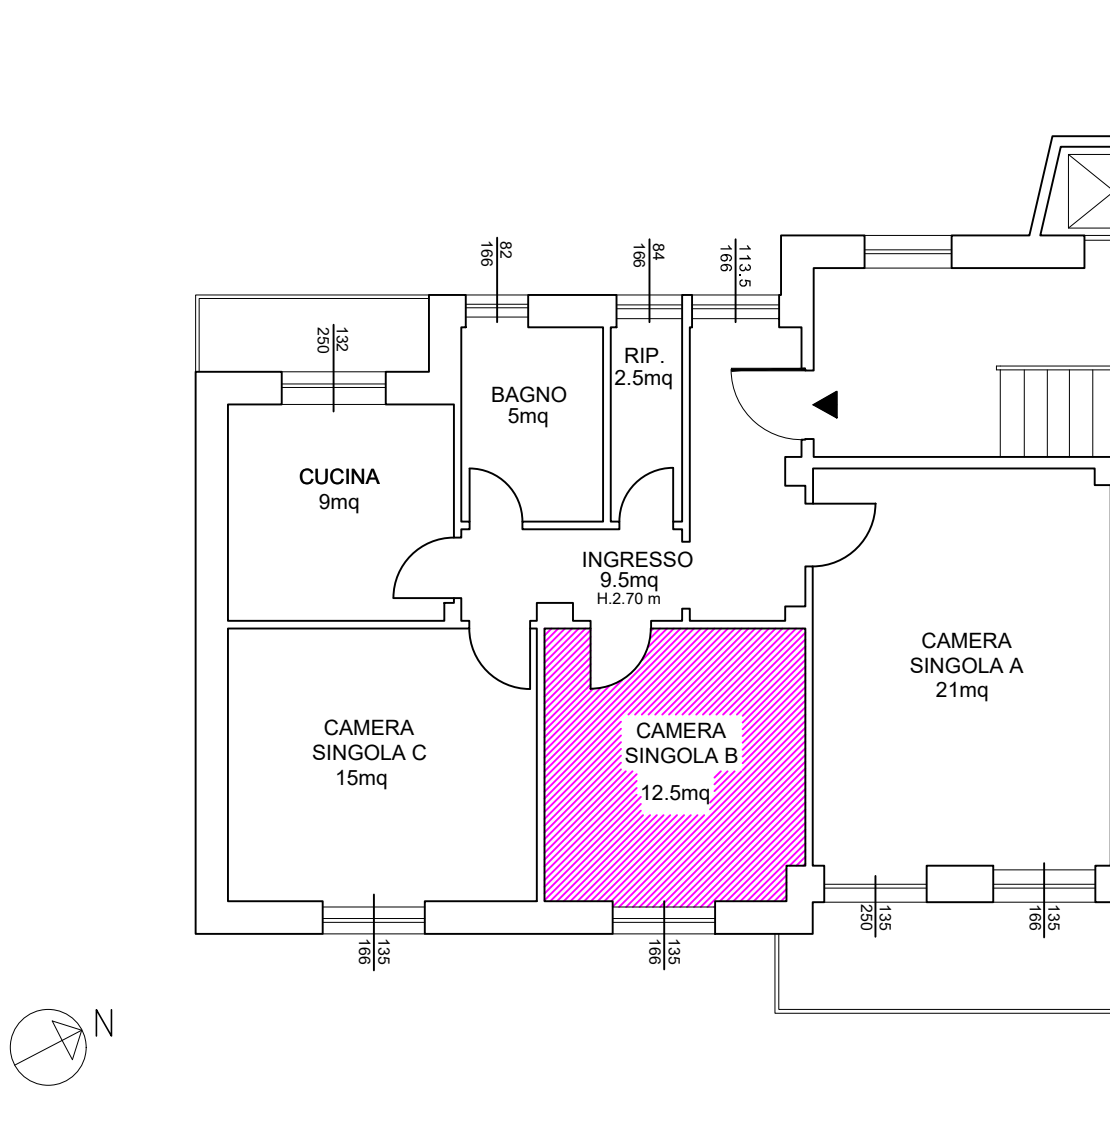 82
166
84
166
113.5
166
132
250
RIP.
2.5mq
BAGNO
5mq
CUCINA
9mq
INGRESSO
9.5mq
H.2.70 m
CAMERA
SINGOLA A
21mq
CAMERA
SINGOLA C
15mq
CAMERA
SINGOLA B
12.5mq
135
166
135
166
135
250
135
166
N